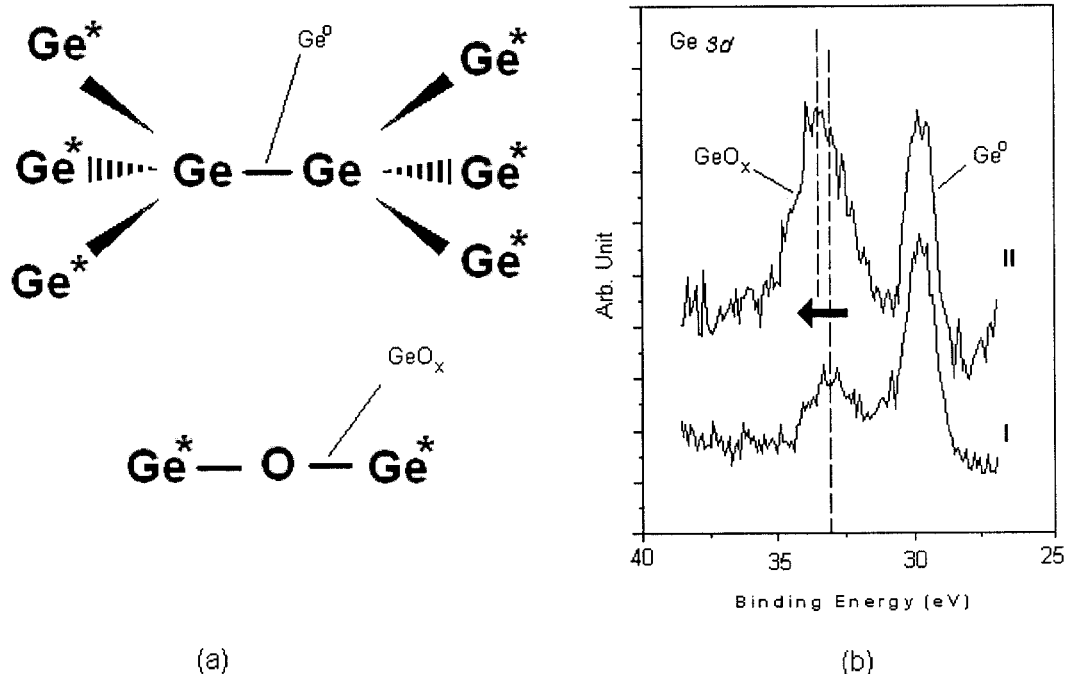 Ge⁰
Ge* Ge*
Ge* Ge — Ge Ge*
Ge* Ge*
GeOₓ
Ge* — O — Ge*
(a)
Ge 3d
GeOₓ
Ge⁰
II
I
Arb. Unit
40 35 30 25
Binding Energy (eV)
(b)